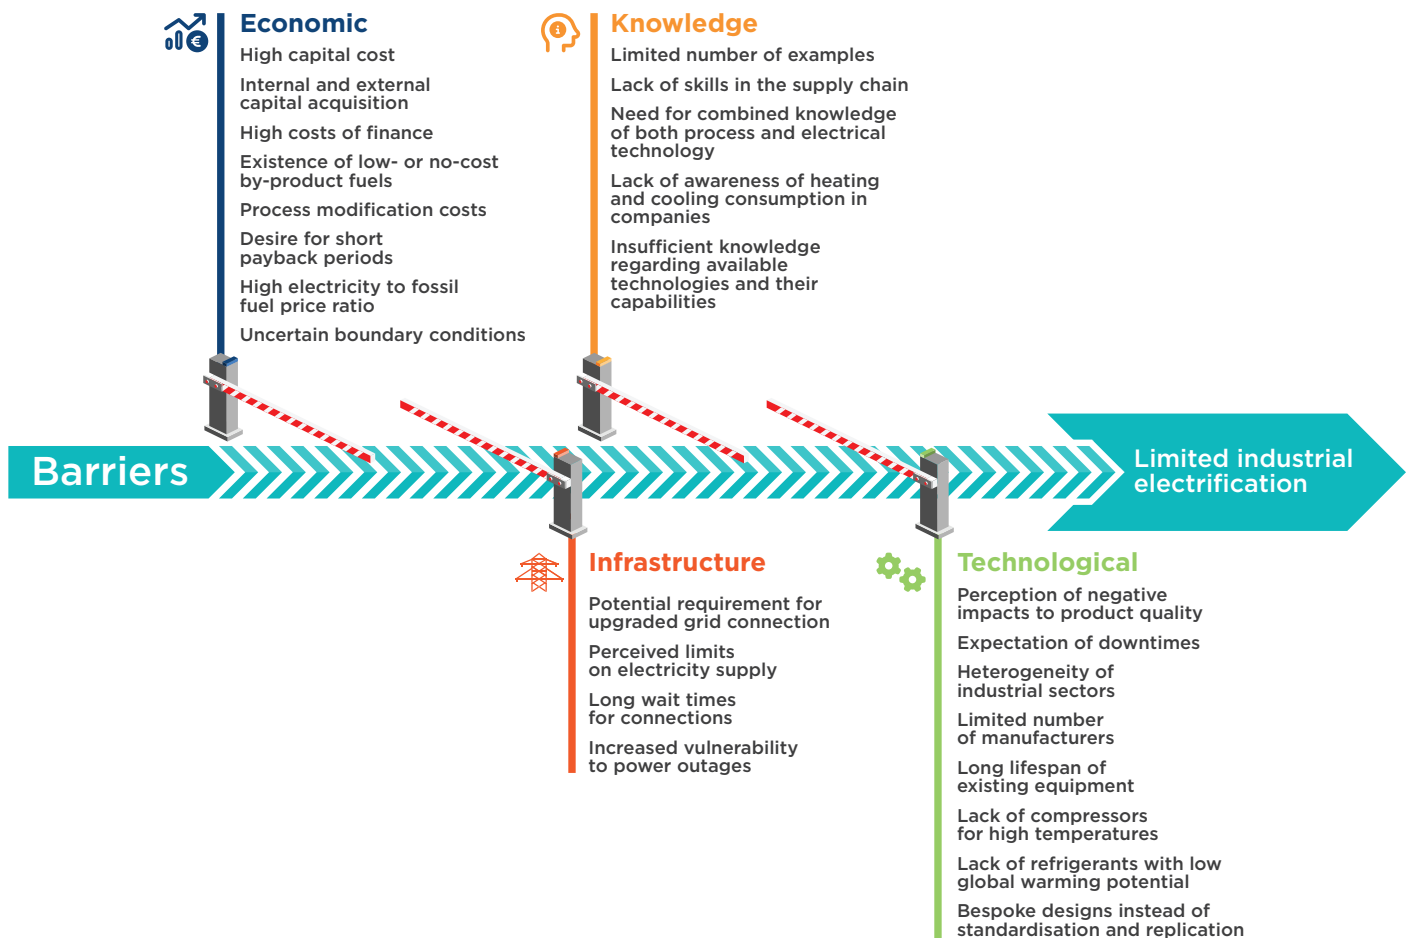 Economic
High capital cost
Internal and external
capital acquisition
High costs of finance
Existence of low- or no-cost
by-product fuels
Process modification costs
Desire for short
payback periods
High electricity to fossil
fuel price ratio
Uncertain boundary conditions
Knowledge
Limited number of examples
Lack of skills in the supply chain
Need for combined knowledge
of both process and electrical
technology
Lack of awareness of heating
and cooling consumption in
companies
Insufficient knowledge
regarding available
technologies and their
capabilities
Barriers
Limited industrial
electrification
Infrastructure
Potential requirement for
upgraded grid connection
Perceived limits
on electricity supply
Long wait times
for connections
Increased vulnerability
to power outages
Technological
Perception of negative
impacts to product quality
Expectation of downtimes
Heterogeneity of
industrial sectors
Limited number
of manufacturers
Long lifespan of
existing equipment
Lack of compressors
for high temperatures
Lack of refrigerants with low
global warming potential
Bespoke designs instead of
standardisation and replication